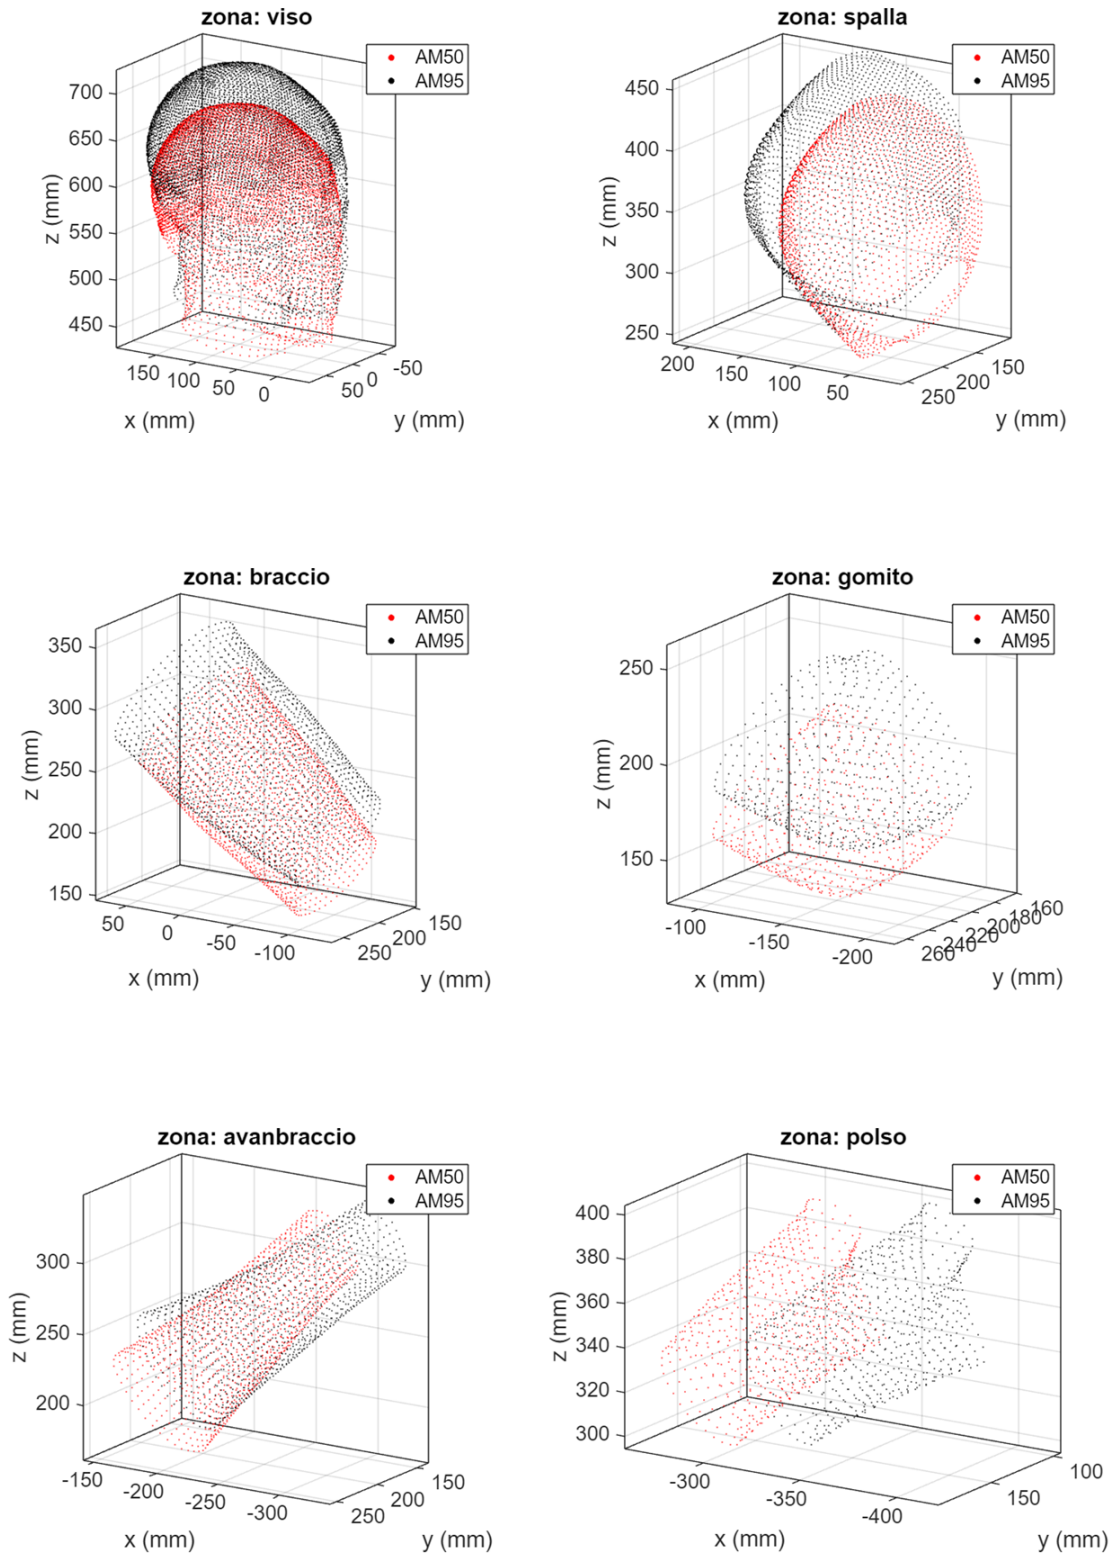 zona: viso
AM50
AM95
700
650
600
550
500
450
z (mm)
150
100
50
0
x (mm)
50
0
-50
y (mm)
zona: spalla
AM50
AM95
450
400
350
300
250
z (mm)
200
150
100
50
x (mm)
250
200
150
y (mm)
zona: braccio
AM50
AM95
350
300
250
200
150
z (mm)
50
0
-50
-100
x (mm)
250
200
150
y (mm)
zona: gomito
AM50
AM95
250
200
150
z (mm)
-100
-150
-200
x (mm)
260
240
220
200
180
160
y (mm)
zona: avanbraccio
AM50
AM95
300
250
200
z (mm)
-150
-200
-250
-300
x (mm)
250
200
150
y (mm)
zona: polso
AM50
AM95
400
380
360
340
320
300
z (mm)
-300
-350
-400
x (mm)
150
100
y (mm)